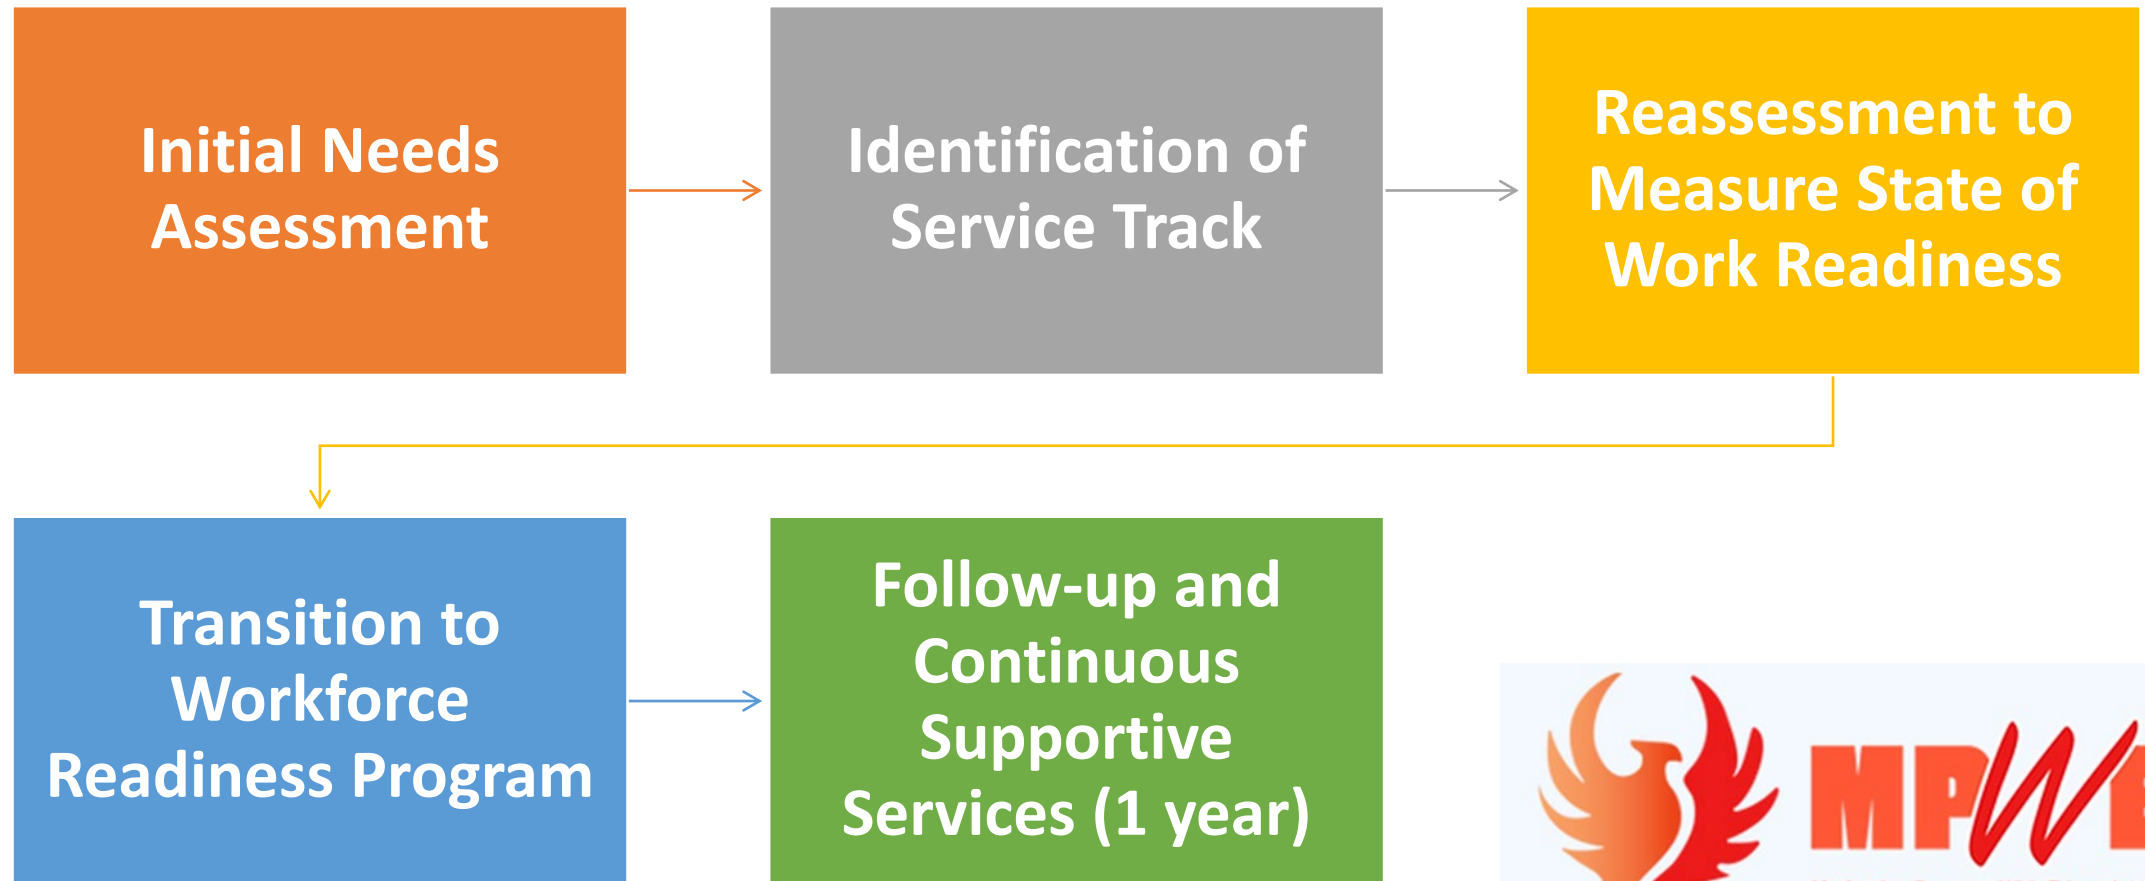 Initial Needs
Assessment
Identification of
Service Track
Reassessment to
Measure State of
Work Readiness
Transition to
Workforce
Readiness Program
Follow-up and
Continuous
Supportive
Services (1 year)
MPWE